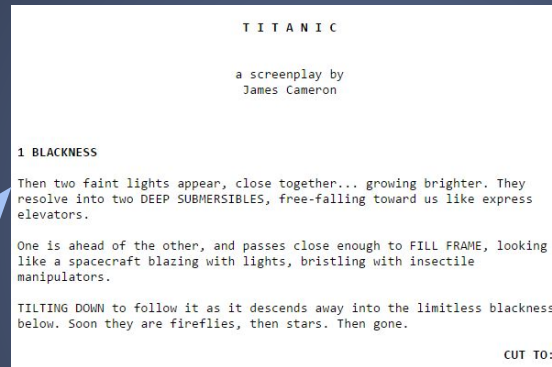 T I T A N I C
a screenplay by
James Cameron
1 BLACKNESS
Then two faint lights appear, close together... growing brighter. They
resolve into two DEEP SUBMERSIBLES, free-falling toward us like express
elevators.
One is ahead of the other, and passes close enough to FILL FRAME, looking
like a spacecraft blazing with lights, bristling with insectile
manipulators.
TILTING DOWN to follow it as it descends away into the limitless blackness
below. Soon they are fireflies, then stars. Then gone.
CUT TO: